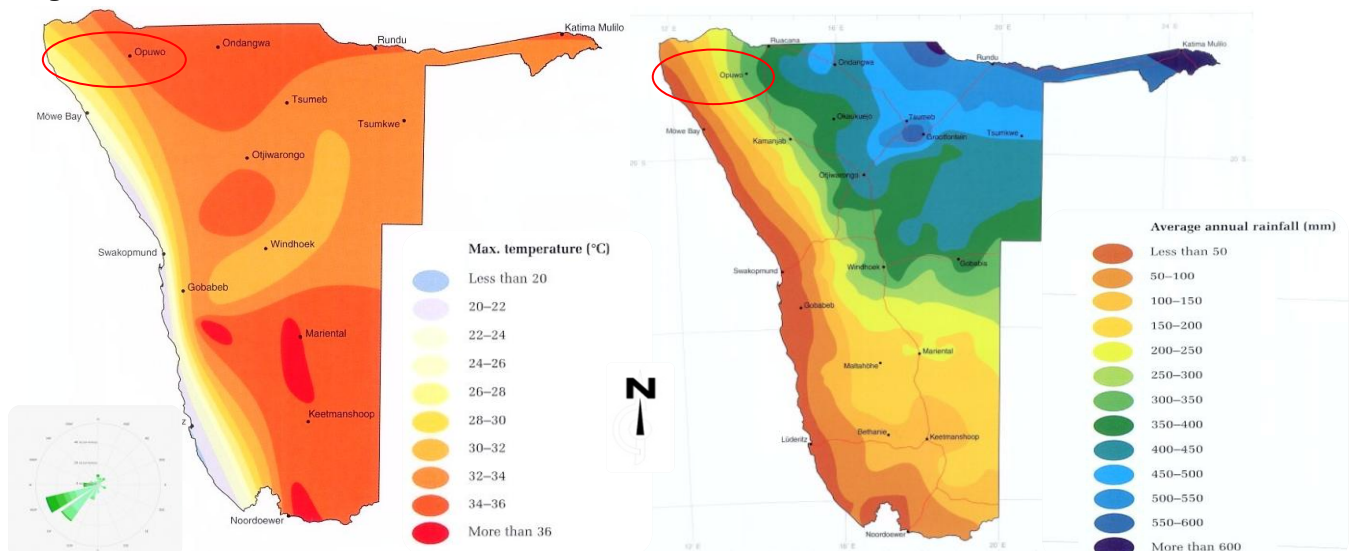 Katima Mulilo
Rundu
Ondangwa
Opuwo
Tsumeb
Möwe Bay
Tsumkwe
Otjiwarongo
Windhoek
Swakopmund
Gobabeb
Mariental
Keetmanshoop
z
Noordoewer
Max. temperature (°C)
Less than 20
20–22
22–24
24–26
26–28
28–30
30–32
32–34
34–36
More than 36
N
Ruacana
Katima Mulilo
Ondangwa
Rundu
Opuwo
Okaukuejo
Tsumeb
Grootfontein
Tsumkwe
Möwe Bay
Kamanjab
Otjiwarongo
Swakopmund
Windhoek
Gobabis
Gobabeb
Maltahöhe
Mariental
Lüderitz
Bethanie
Keetmanshoop
Noordoewer
16°E
20°E
Average annual rainfall (mm)
Less than 50
50–100
100–150
150–200
200–250
250–300
300–350
350–400
400–450
450–500
500–550
550–600
More than 600